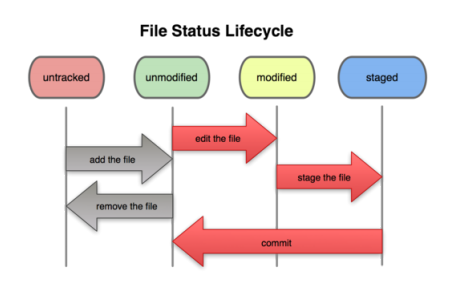 File Status Lifecycle
untracked
unmodified
modified
staged
edit the file
add the file
stage the file
remove the file
commit